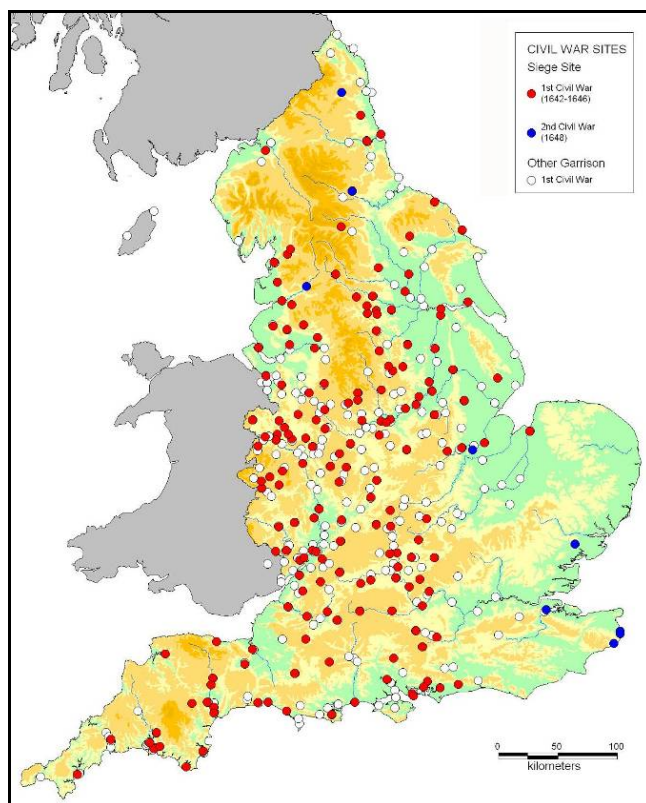 CIVIL WAR SITES
Siege Site
1st Civil War
(1642-1646)
2nd Civil War
(1648)
Other Garrison
1st Civil War
0 50 100
kilometers